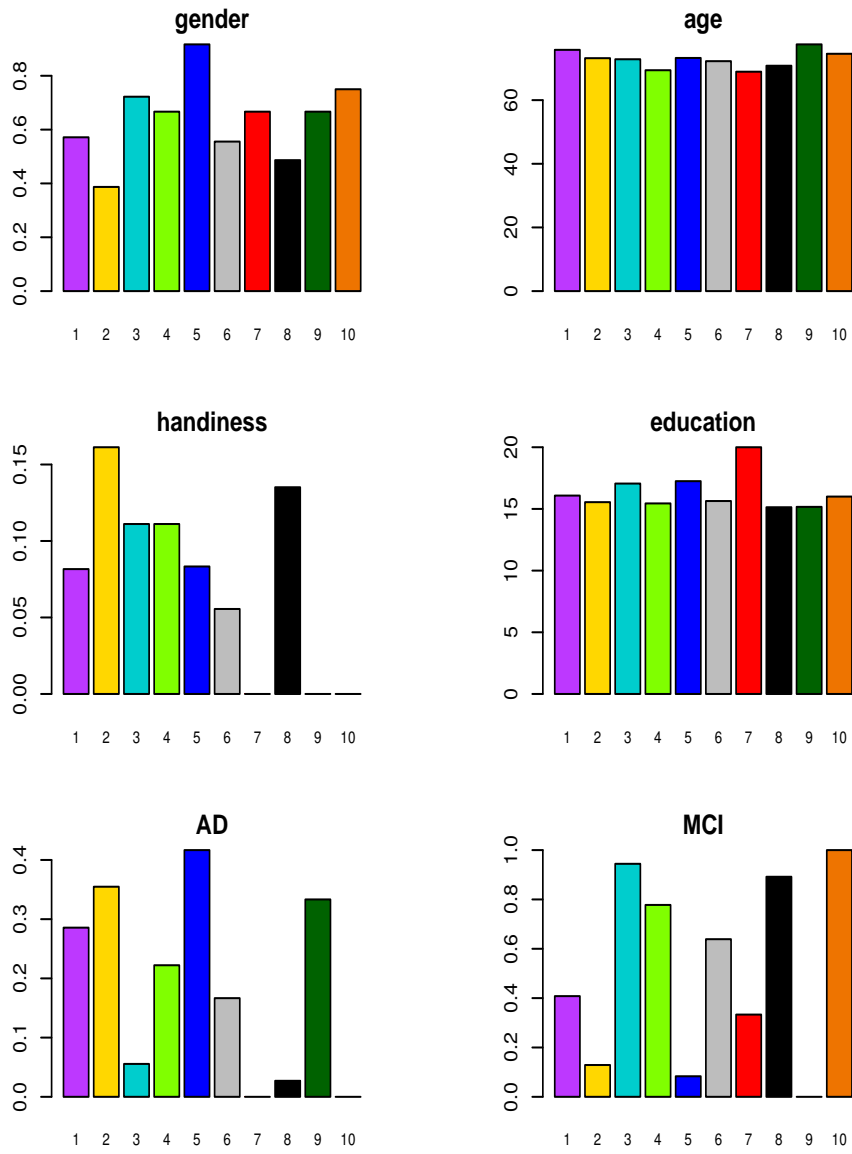 gender
0.0 0.2 0.4 0.6 0.8
1 2 3 4 5 6 7 8 9 10
age
0 20 40 60
1 2 3 4 5 6 7 8 9 10
handiness
0.00 0.05 0.10 0.15
1 2 3 4 5 6 7 8 9 10
education
0 5 10 15 20
1 2 3 4 5 6 7 8 9 10
AD
0.0 0.1 0.2 0.3 0.4
1 2 3 4 5 6 7 8 9 10
MCI
0.0 0.2 0.4 0.6 0.8 1.0
1 2 3 4 5 6 7 8 9 10